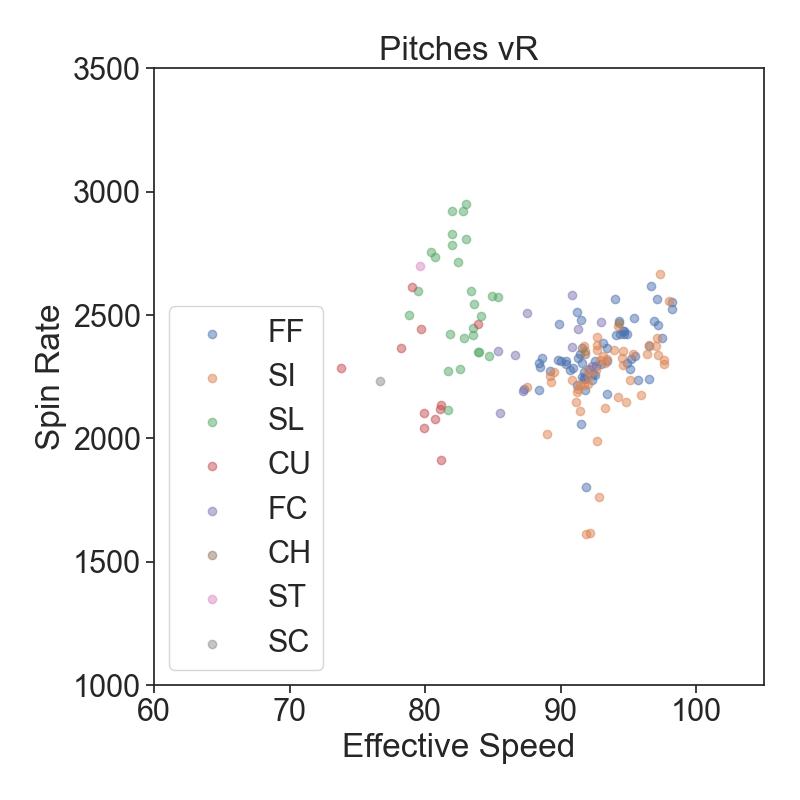 Pitches vR
3500
3000
2500
2000
1500
1000
Spin Rate
FF
SI
SL
CU
FC
CH
ST
SC
60 70 80 90 100
Effective Speed